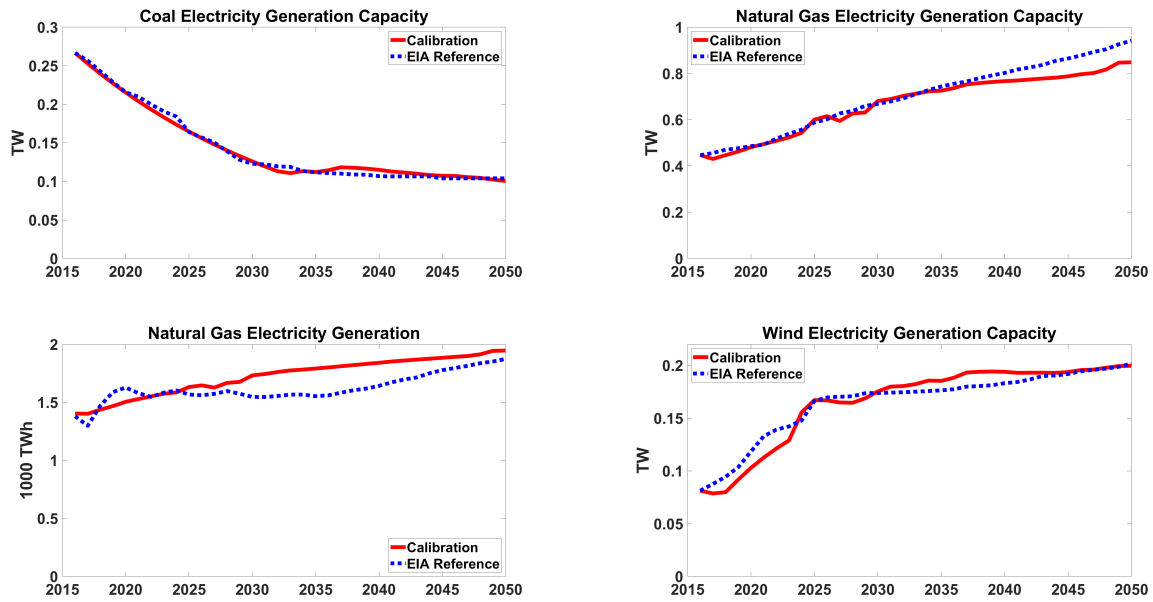 Coal Electricity Generation Capacity
0.3
0.25
0.2
0.15
0.1
0.05
0
TW
Calibration
EIA Reference
2015 2020 2025 2030 2035 2040 2045 2050
Natural Gas Electricity Generation Capacity
1
0.8
0.6
0.4
0.2
0
TW
Calibration
EIA Reference
2015 2020 2025 2030 2035 2040 2045 2050
Natural Gas Electricity Generation
2
1.5
1
0.5
0
1000 TWh
Calibration
EIA Reference
2015 2020 2025 2030 2035 2040 2045 2050
Wind Electricity Generation Capacity
0.2
0.15
0.1
0.05
0
TW
Calibration
EIA Reference
2015 2020 2025 2030 2035 2040 2045 2050